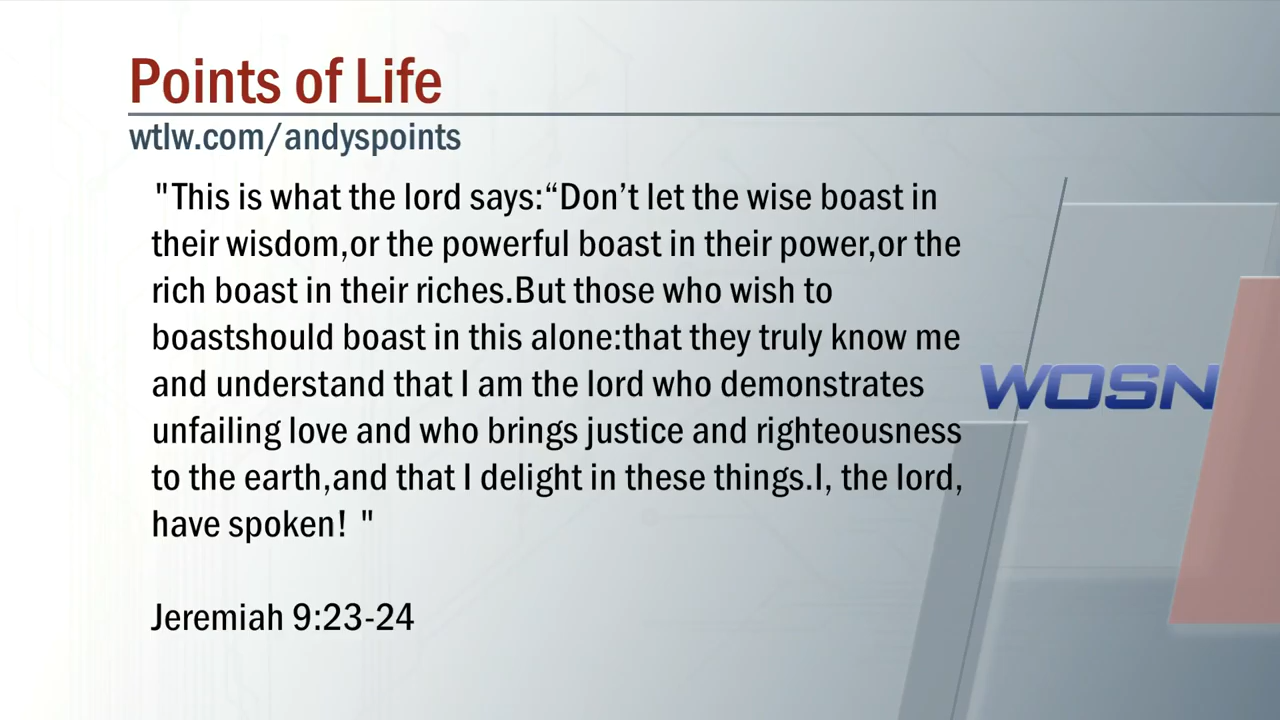 Points of Life
wtlw.com/andyspoints
"This is what the lord says:“Don’t let the wise boast in
their wisdom,or the powerful boast in their power,or the
rich boast in their riches.But those who wish to
boastshould boast in this alone:that they truly know me
and understand that I am the lord who demonstrates
unfailing love and who brings justice and righteousness
to the earth,and that I delight in these things.I, the lord,
have spoken! "
Jeremiah 9:23-24
WOSN